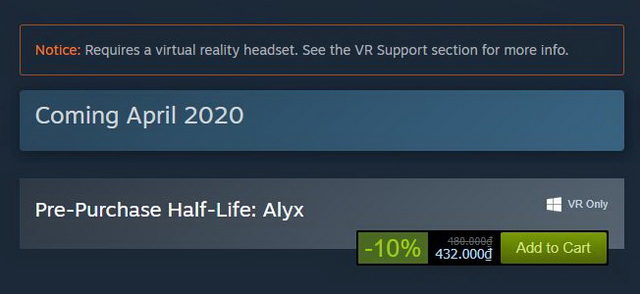 Notice: Requires a virtual reality headset. See the VR Support section for more info.
Coming April 2020
Pre-Purchase Half-Life: Alyx
VR Only
-10%
480.000₫
432.000₫
Add to Cart